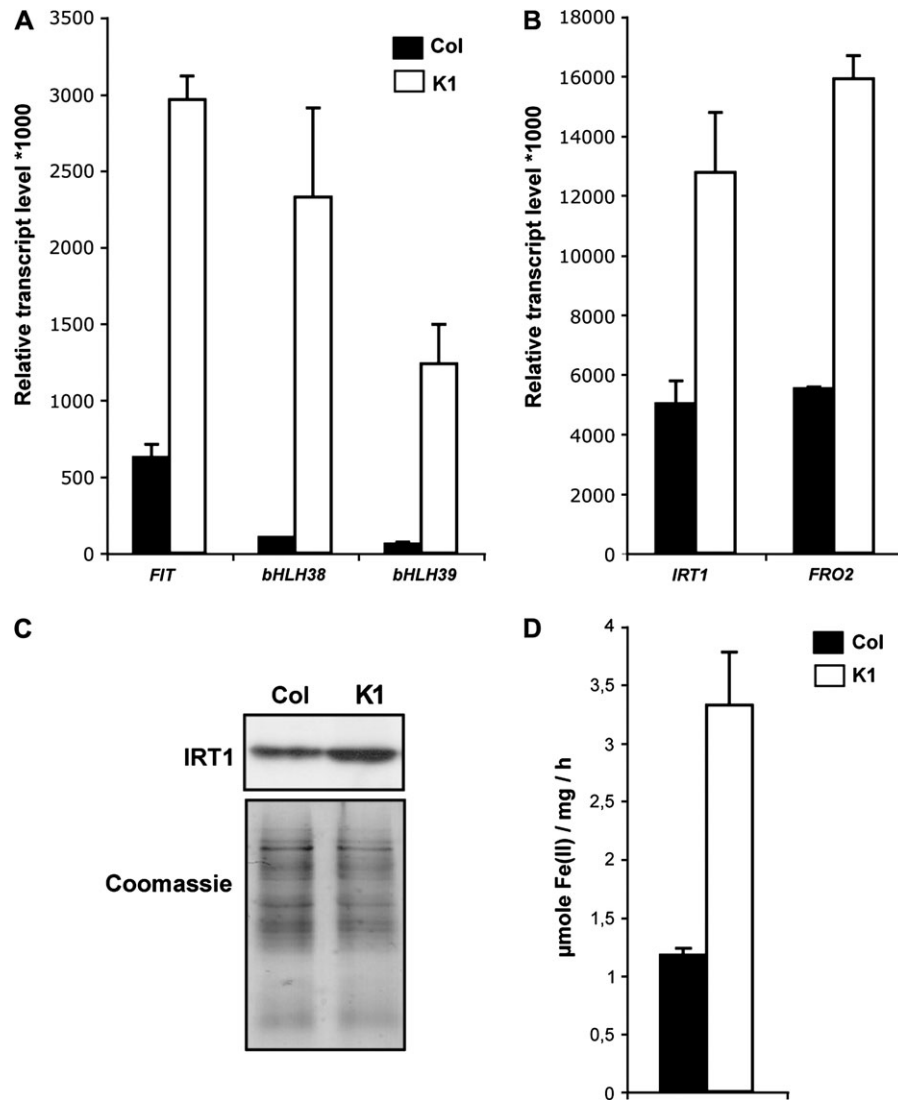 A
Relative transcript level *1000
3500
3000
2500
2000
1500
1000
500
0
FIT bHLH38 bHLH39
Col
K1
B
Relative transcript level *1000
18000
16000
14000
12000
10000
8000
6000
4000
2000
0
IRT1 FRO2
C
Col K1
IRT1
Coomassie
D
µmole Fe(II) / mg / h
4
3,5
3
2,5
2
1,5
1
0,5
0
Col
K1